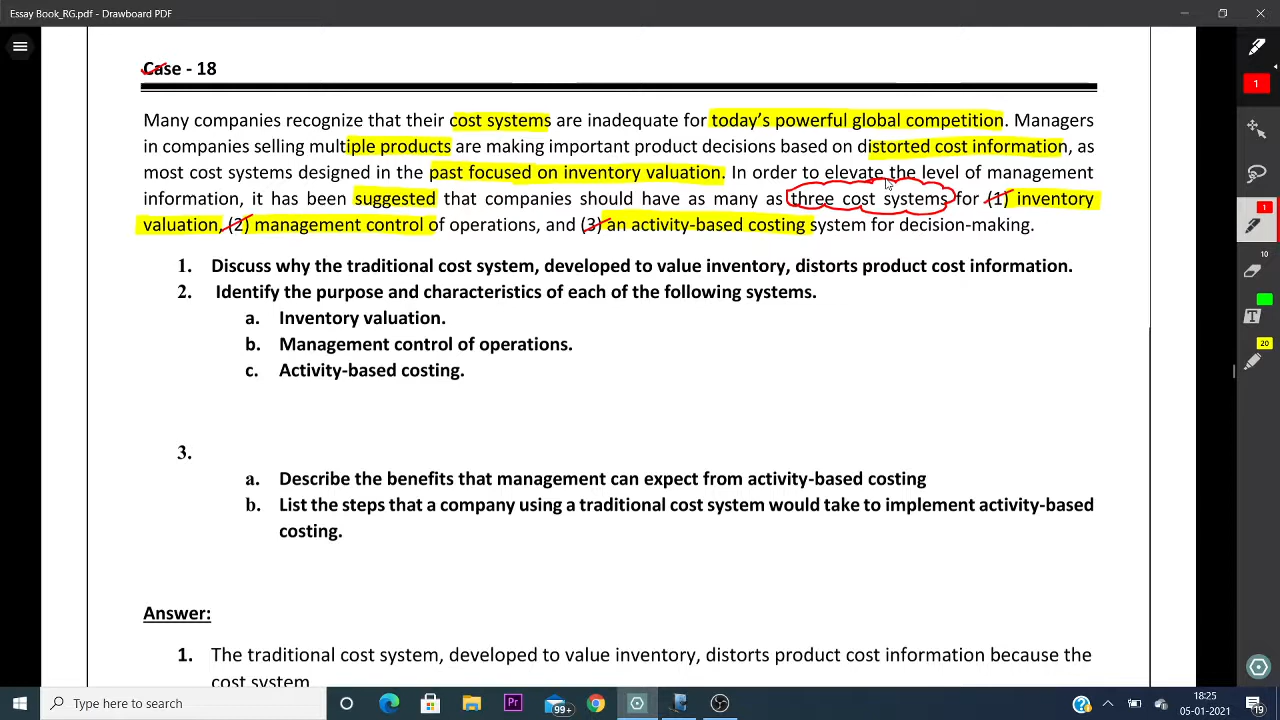 Essay Book_RG.pdf - Drawboard PDF
Case - 18
Many companies recognize that their cost systems are inadequate for today's powerful global competition. Managers
in companies selling multiple products are making important product decisions based on distorted cost information, as
most cost systems designed in the past focused on inventory valuation. In order to elevate the level of management
information, it has been suggested that companies should have as many as three cost systems for (1) inventory
valuation, (2) management control of operations, and (3) an activity-based costing system for decision-making.
1. Discuss why the traditional cost system, developed to value inventory, distorts product cost information.
2. Identify the purpose and characteristics of each of the following systems.
a. Inventory valuation.
b. Management control of operations.
c. Activity-based costing.
3.
a. Describe the benefits that management can expect from activity-based costing
b. List the steps that a company using a traditional cost system would take to implement activity-based
costing.
Answer:
1. The traditional cost system, developed to value inventory, distorts product cost information because the
cost system
1
1
10
T
20
Type here to search
Pr
99+
18:25
05-01-2021
19